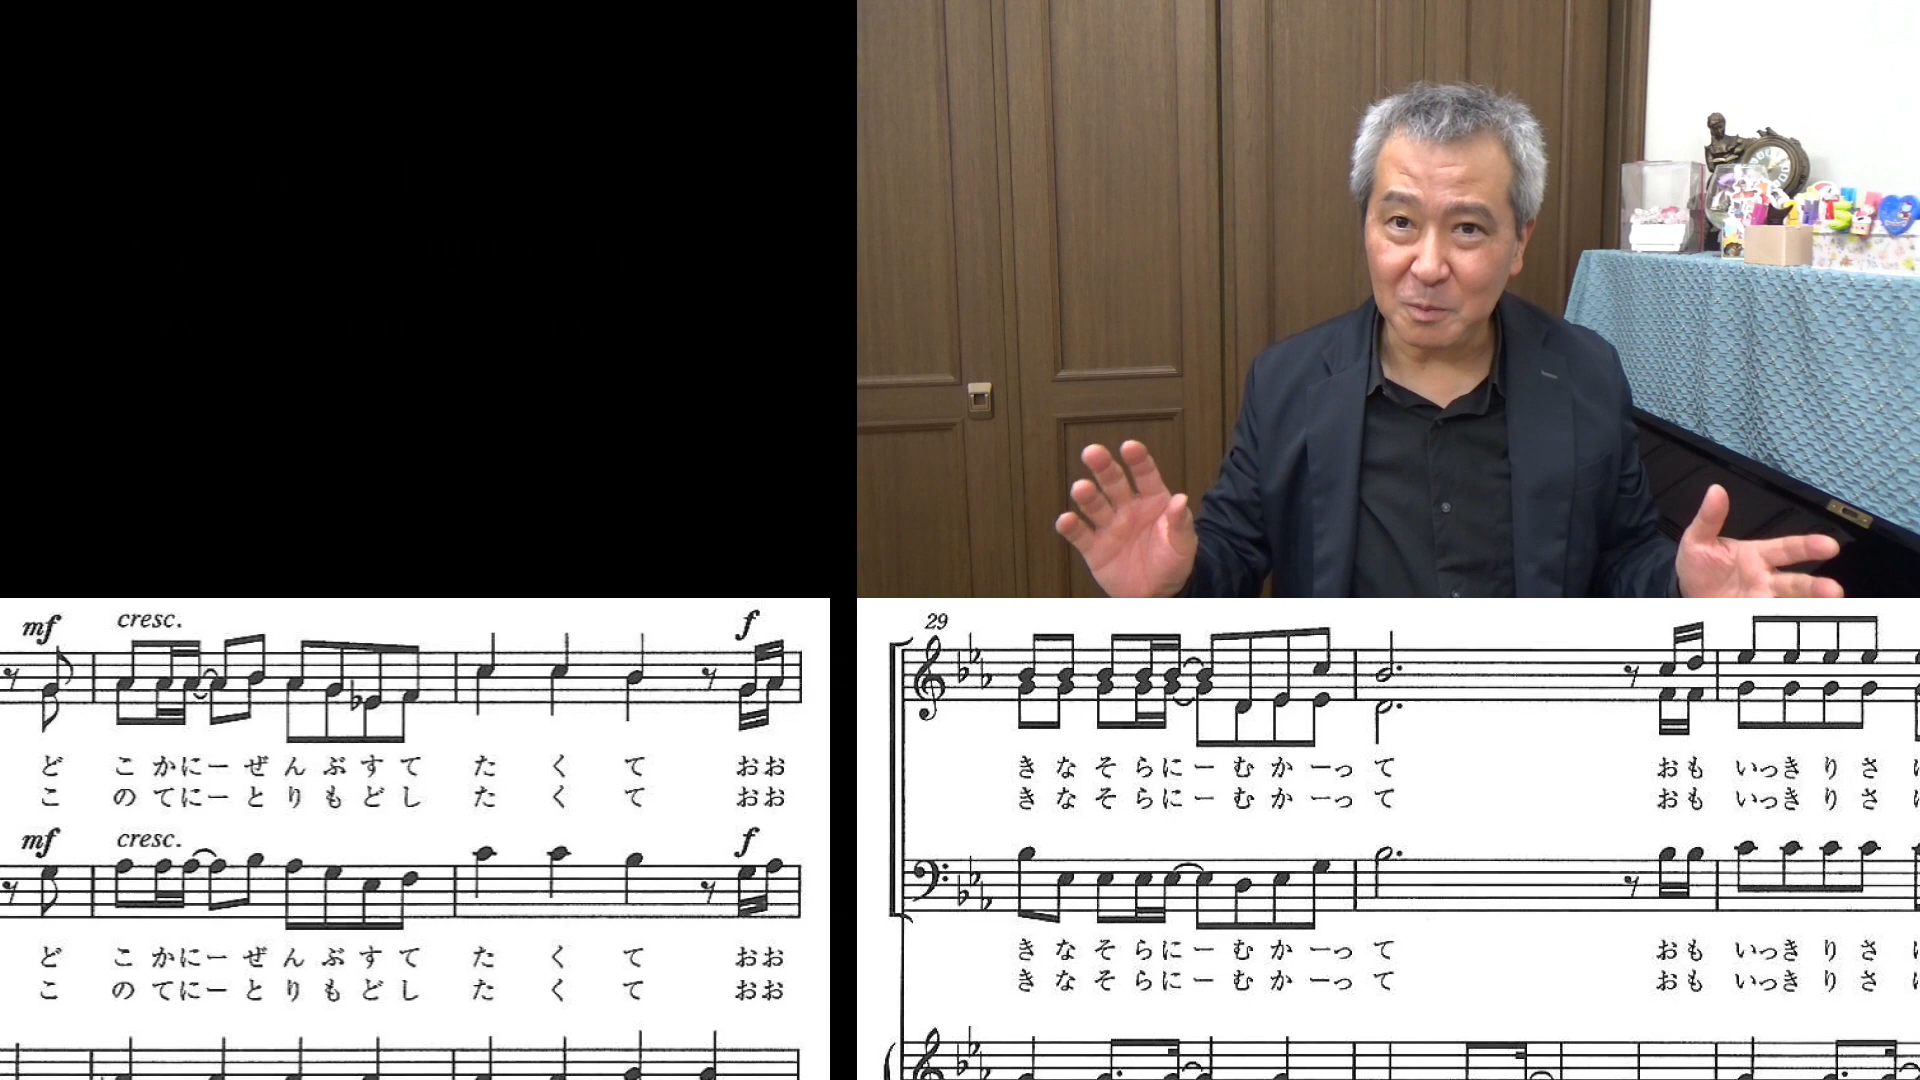 mf cresc. f
ど こ かにー ぜ ん ぶ す て た く て おお
こ の てにー と り も ど し た く て おお
mf cresc. f
ど こ かにー ぜ ん ぶ す て た く て おお
こ の てにー と り も ど し た く て おお
29
き な そ らにー む か ーっ て おも いっき り さ
き な そ らにー む か ーっ て おも いっき り さ
き な そ らにー む か ーっ て おも いっき り さ
き な そ らにー む か ーっ て おも いっき り さ